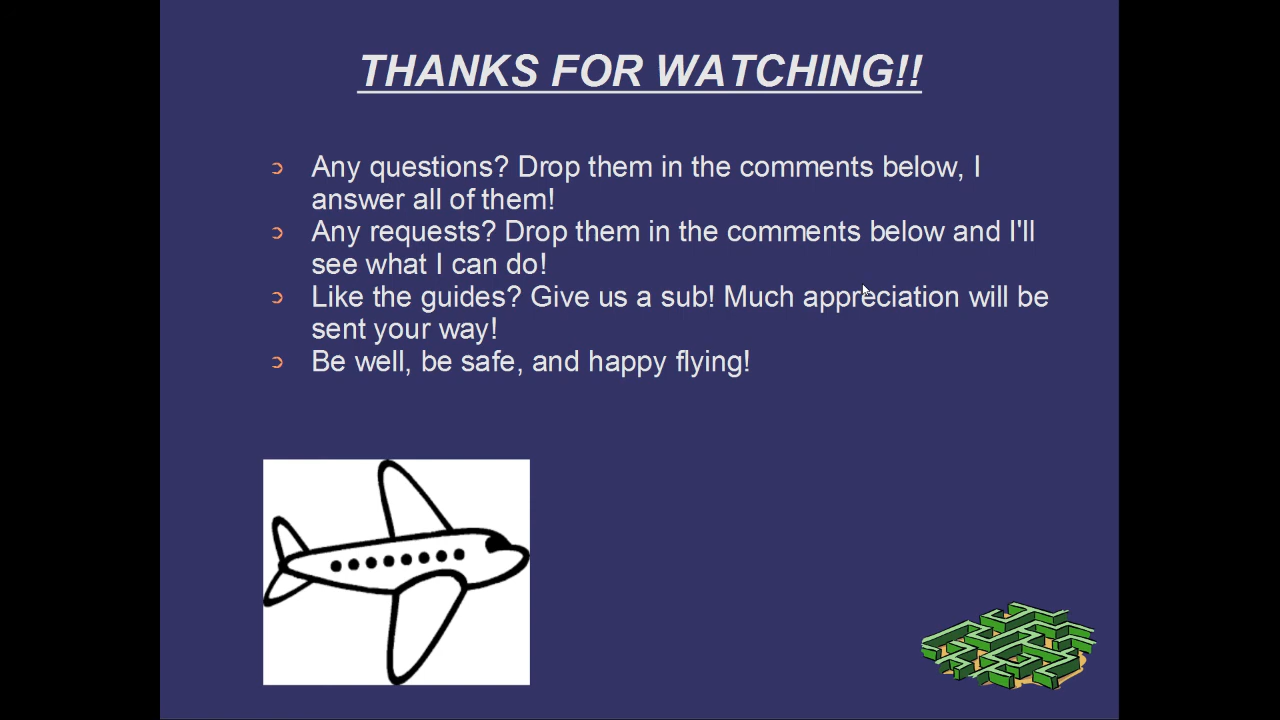 THANKS FOR WATCHING!!
Any questions? Drop them in the comments below, I
answer all of them!
Any requests? Drop them in the comments below and I'll
see what I can do!
Like the guides? Give us a sub! Much appreciation will be
sent your way!
Be well, be safe, and happy flying!